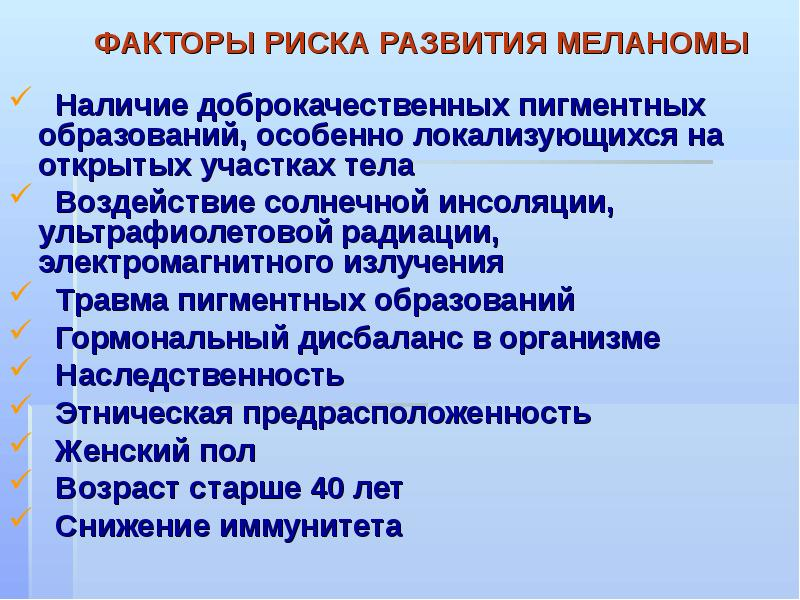 ФАКТОРЫ РИСКА РАЗВИТИЯ МЕЛАНОМЫ
Наличие доброкачественных пигментных
образований, особенно локализующихся на
открытых участках тела
Воздействие солнечной инсоляции,
ультрафиолетовой радиации,
электромагнитного излучения
Травма пигментных образований
Гормональный дисбаланс в организме
Наследственность
Этническая предрасположенность
Женский пол
Возраст старше 40 лет
Снижение иммунитета